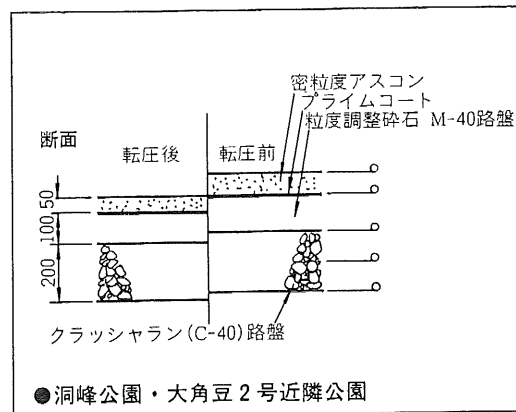 密粒度アスコン
プライムコート
粒度調整砕石 M-40路盤
断面
転圧後
転圧前
50
100
200
クラッシャラン(C-40)路盤
●洞峰公園・大角豆2号近隣公園